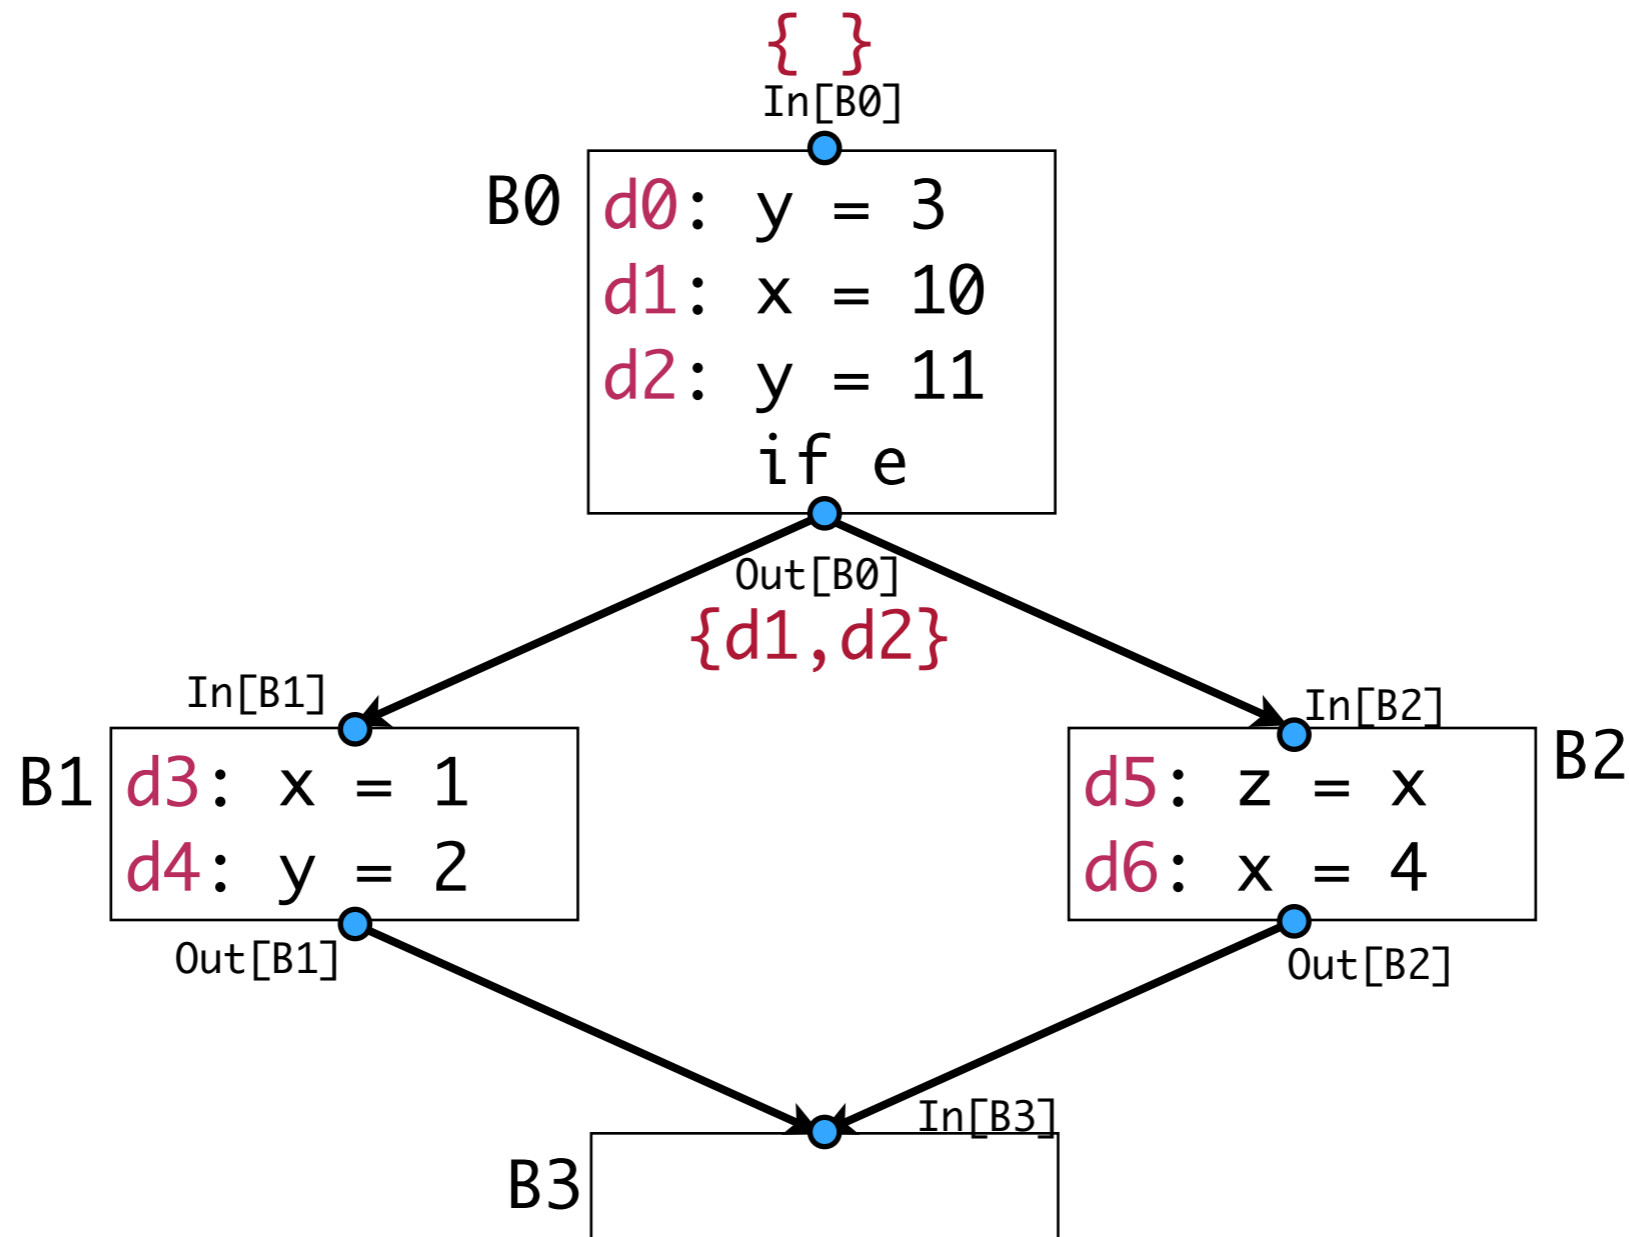 { }
In[B0]
B0
d0: y = 3
d1: x = 10
d2: y = 11
if e
Out[B0]
{d1,d2}
In[B1]
In[B2]
B1
d3: x = 1
d4: y = 2
B2
d5: z = x
d6: x = 4
Out[B1]
Out[B2]
In[B3]
B3